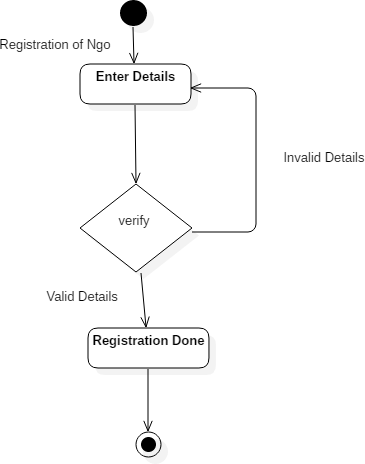 Registration of Ngo
Enter Details
Invalid Details
verify
Valid Details
Registration Done